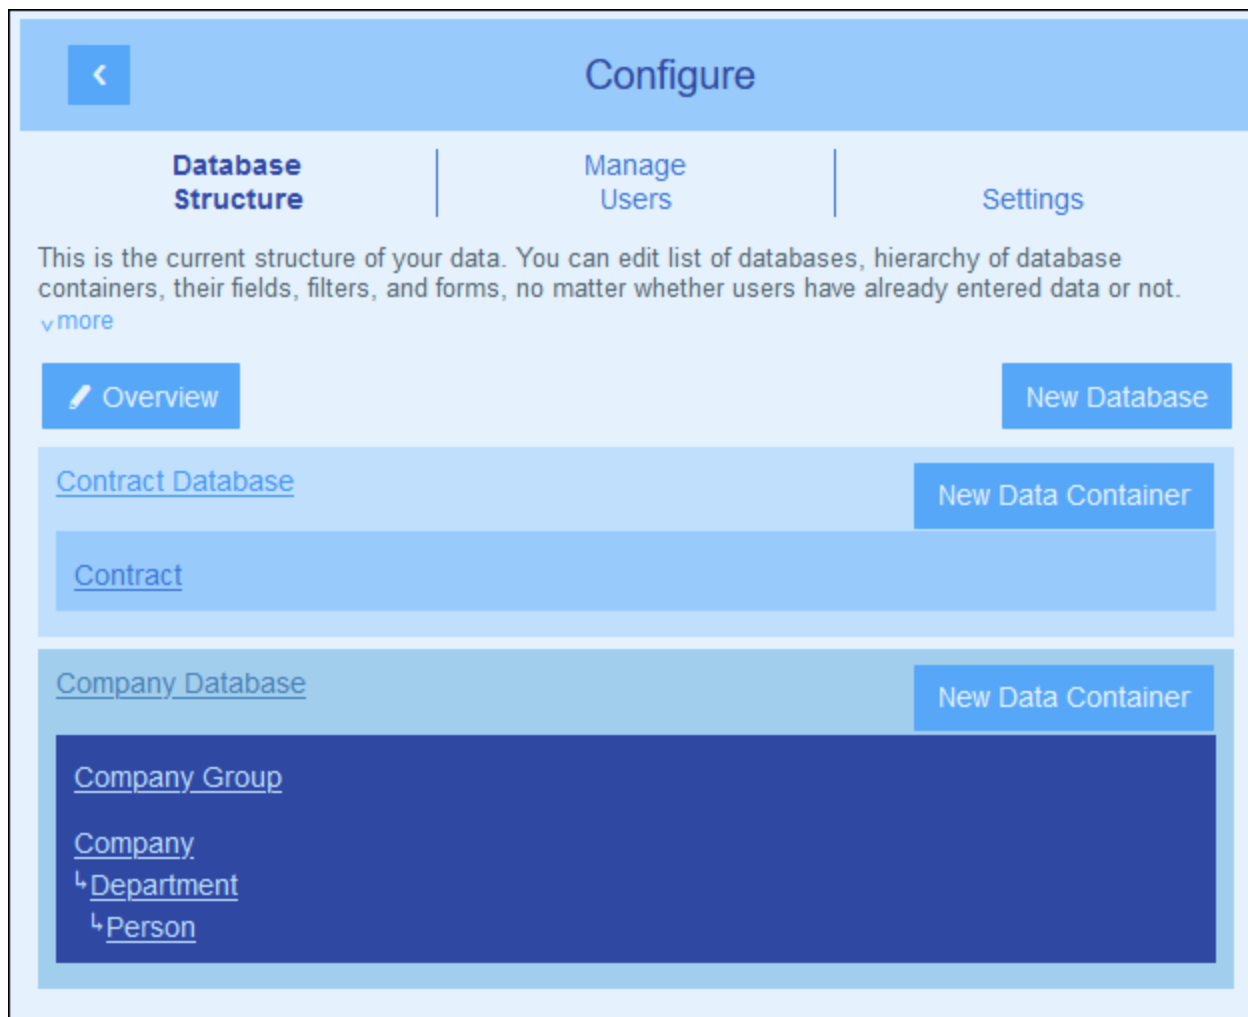 Configure
Database
Structure
Manage
Users
Settings
This is the current structure of your data. You can edit list of databases, hierarchy of database
containers, their fields, filters, and forms, no matter whether users have already entered data or not.
more
Overview
New Database
Contract Database
New Data Container
Contract
Company Database
New Data Container
Company Group
Company
Department
Person